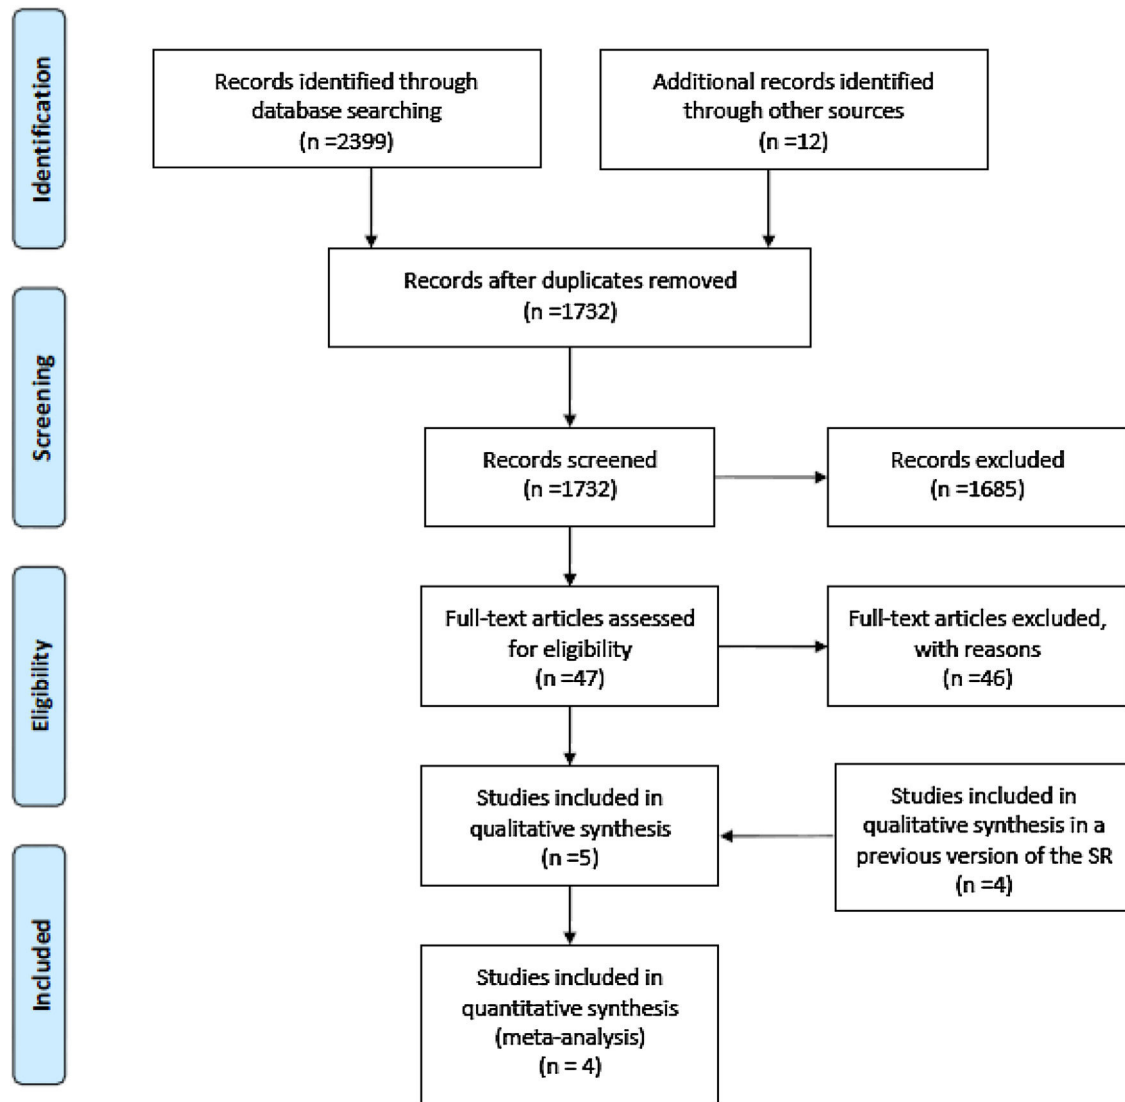 Identification
Records identified through
database searching
(n =2399)
Additional records identified
through other sources
(n =12)
Records after duplicates removed
(n =1732)
Screening
Records screened
(n =1732)
Records excluded
(n =1685)
Eligibility
Full-text articles assessed
for eligibility
(n =47)
Full-text articles excluded,
with reasons
(n =46)
Studies included in
qualitative synthesis
(n =5)
Studies included in
qualitative synthesis in a
previous version of the SR
(n =4)
Included
Studies included in
quantitative synthesis
(meta-analysis)
(n = 4)